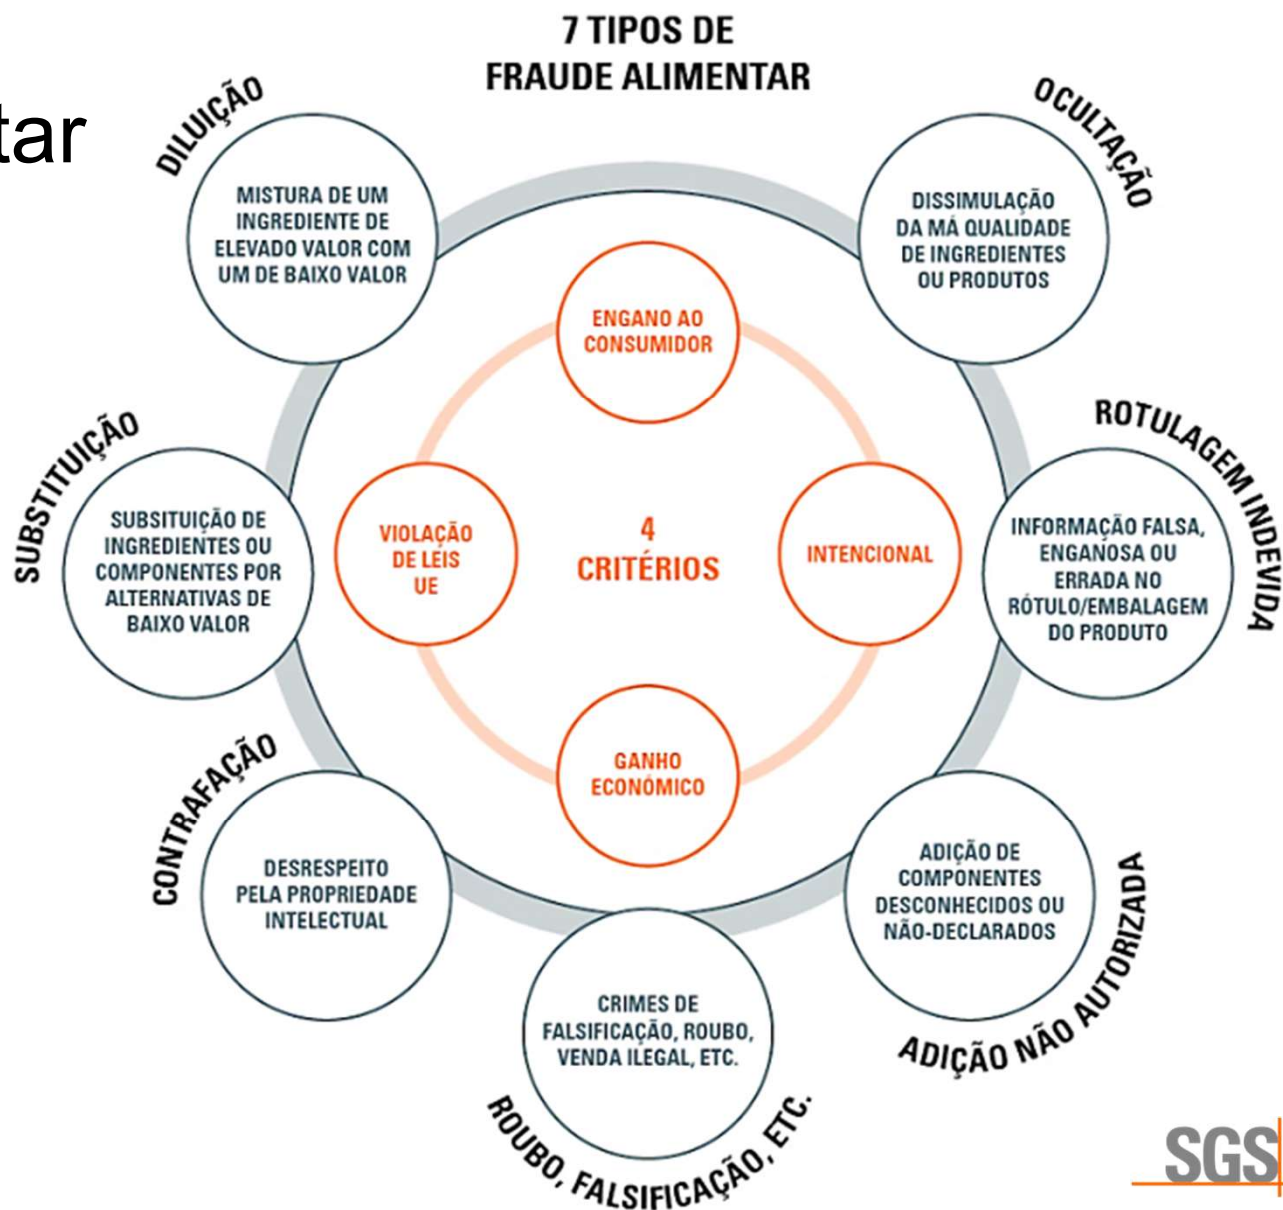 7 TIPOS DE
FRAUDE ALIMENTAR
tar
DILUIÇÃO
MISTURA DE UM
INGREDIENTE DE
ELEVADO VALOR COM
UM DE BAIXO VALOR
OCULTAÇÃO
DISSIMULAÇÃO
DA MÁ QUALIDADE
DE INGREDIENTES
OU PRODUTOS
ENGANO AO
CONSUMIDOR
SUBSTITUIÇÃO
SUBSITUIÇÃO DE
INGREDIENTES OU
COMPONENTES POR
ALTERNATIVAS DE
BAIXO VALOR
VIOLAÇÃO
DE LEIS
UE
4
CRITÉRIOS
INTENCIONAL
ROTULAGEM INDEVIDA
INFORMAÇÃO FALSA,
ENGANOSA OU
ERRADA NO
RÓTULO/EMBALAGEM
DO PRODUTO
GANHO
ECONÓMICO
CONTRAFAÇÃO
DESRESPEITO
PELA PROPRIEDADE
INTELECTUAL
ADIÇÃO DE
COMPONENTES
DESCONHECIDOS OU
NÃO-DECLARADOS
ADIÇÃO NÃO AUTORIZADA
CRIMES DE
FALSIFICAÇÃO, ROUBO,
VENDA ILEGAL, ETC.
ROUBO, FALSIFICAÇÃO, ETC.
SGS